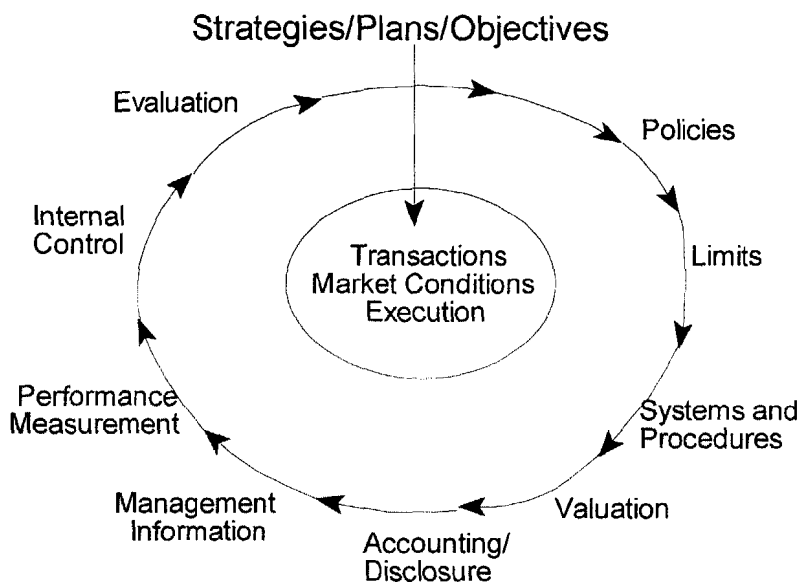 Strategies/Plans/Objectives
Evaluation
Policies
Internal
Control
Transactions
Market Conditions
Execution
Limits
Performance
Measurement
Systems and
Procedures
Management
Information
Valuation
Accounting/
Disclosure